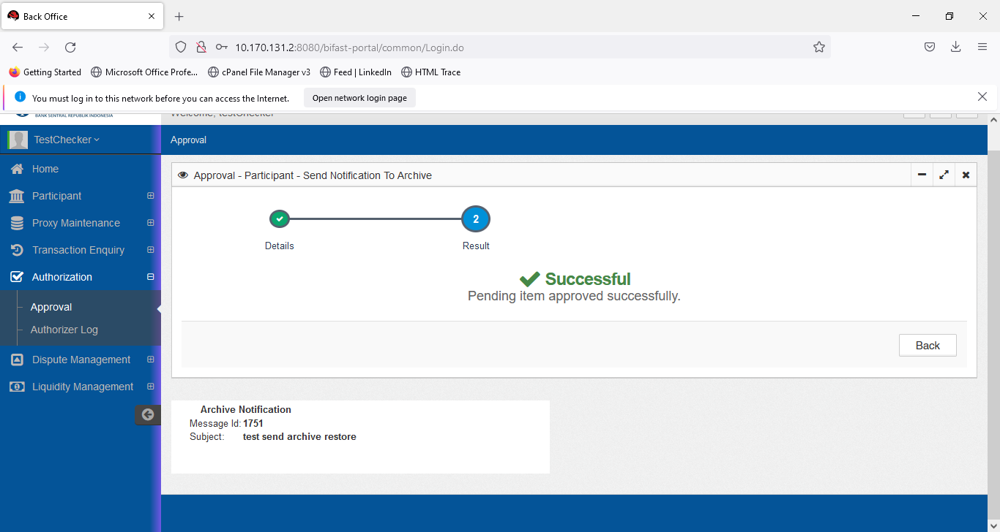 Back Office
10.170.131.2:8080/bifast-portal/common/Login.do
Getting Started Microsoft Office Profe... cPanel File Manager v3 Feed | LinkedIn HTML Trace
You must log in to this network before you can access the Internet. Open network login page
BANK SENTRAL REPUBLIK INDONESIA
Welcome, testChecker
TestChecker
Approval
Home
Participant
Proxy Maintenance
Transaction Enquiry
Authorization
Approval
Authorizer Log
Dispute Management
Liquidity Management
Approval - Participant - Send Notification To Archive
2
Details Result
Successful
Pending item approved successfully.
Back
Archive Notification
Message Id: 1751
Subject: test send archive restore